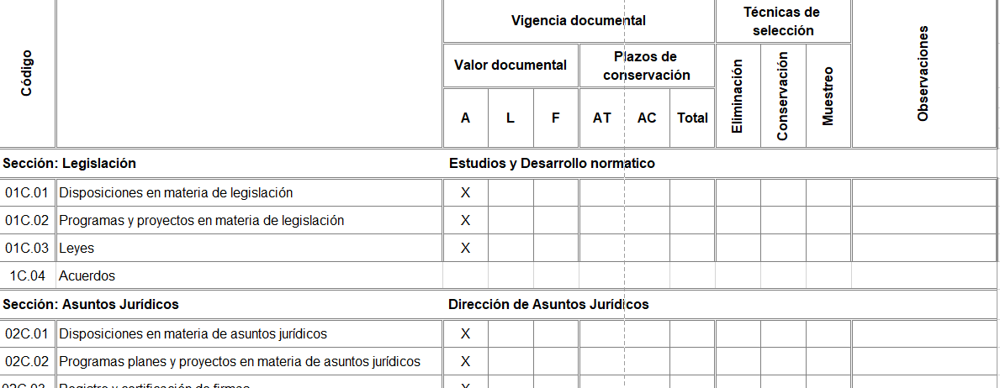 Código
Vigencia documental
Técnicas de
selección
Observaciones
Valor documental
Plazos de
conservación
Eliminación
Conservación
Muestreo
A L F AT AC Total
Sección: Legislación Estudios y Desarrollo normatico
01C.01 Disposiciones en materia de legislación X
01C.02 Programas y proyectos en materia de legislación X
01C.03 Leyes X
1C.04 Acuerdos
Sección: Asuntos Jurídicos Dirección de Asuntos Jurídicos
02C.01 Disposiciones en materia de asuntos jurídicos X
02C.02 Programas planes y proyectos en materia de asuntos jurídicos X
02C.03 Registro y certificación de firmas X